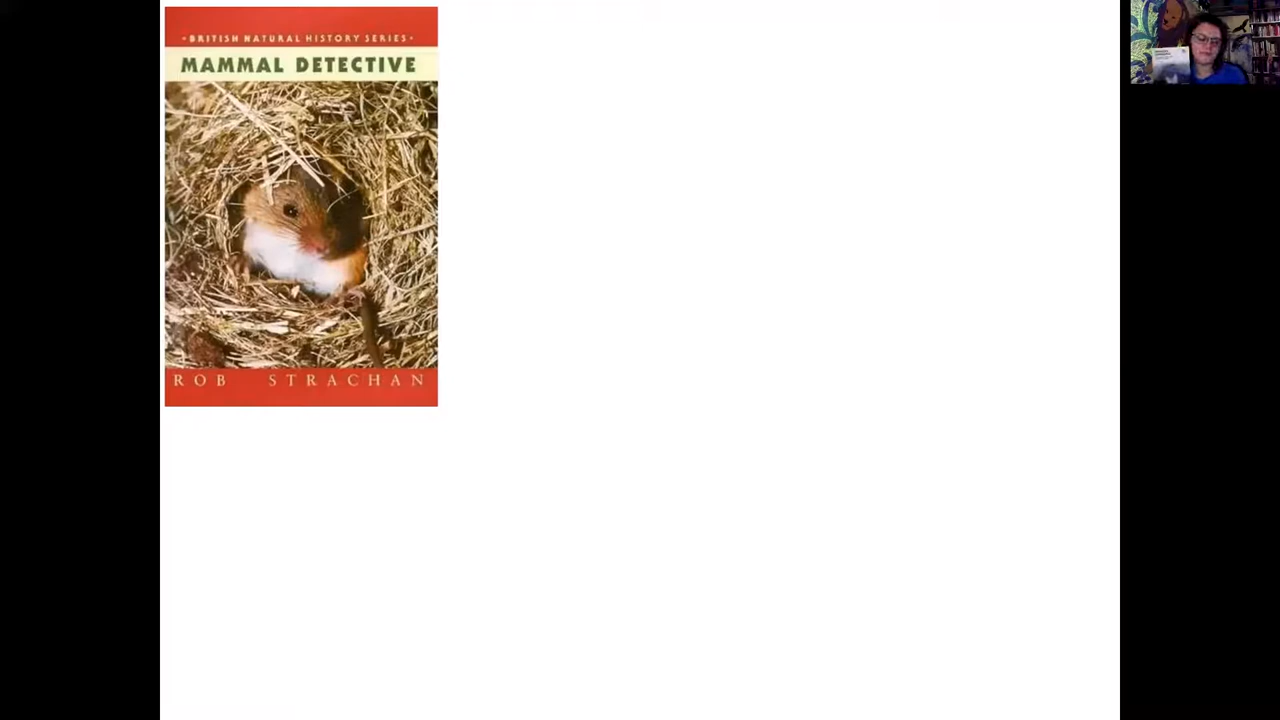 • BRITISH NATURAL HISTORY SERIES •
MAMMAL DETECTIVE
ROB STRACHAN